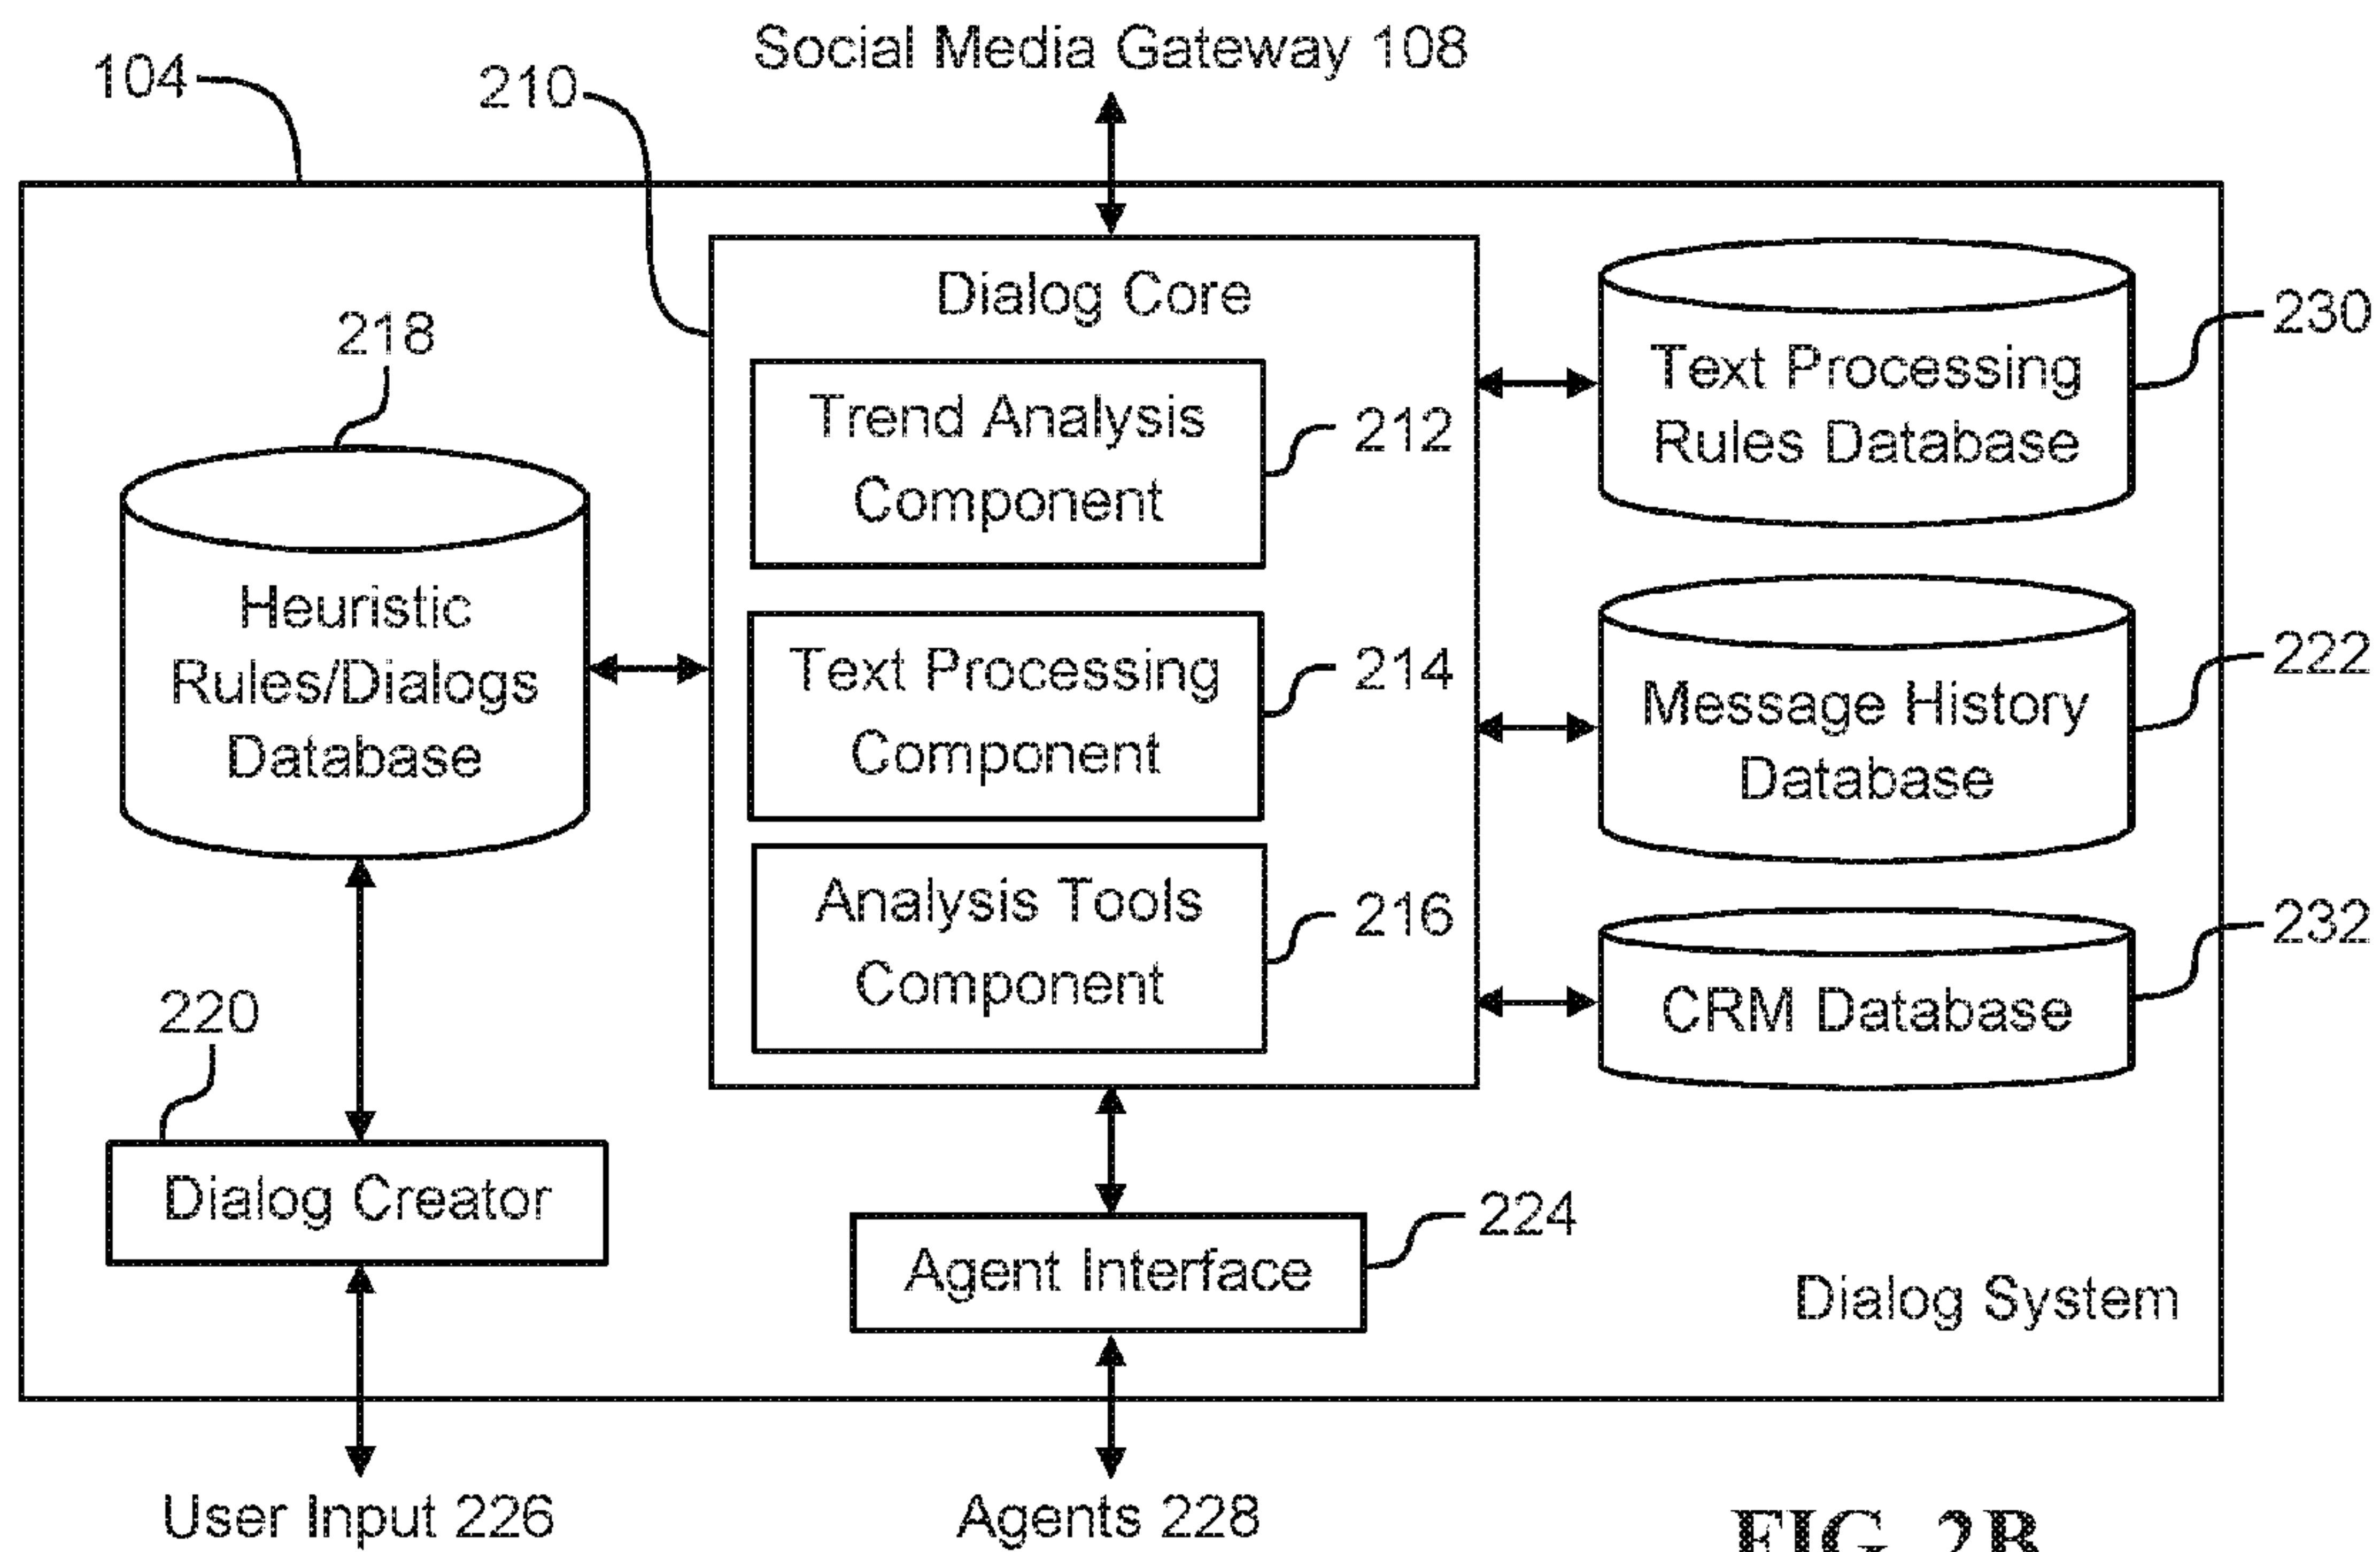 Social Media Gateway 108
104
210
Dialog Core
230
218
Text Processing
Rules Database
Trend Analysis
Component
212
Heuristic
Rules/Dialogs
Database
Text Processing
Component
214
222
Message History
Database
Analysis Tools
Component
216
232
CRM Database
220
Dialog Creator
224
Agent Interface
Dialog System
User Input 226
Agents 228
FIG. 2B